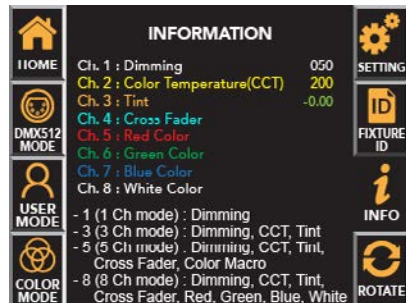 INFORMATION
HOME
Ch. 1 : Dimming 050
Ch. 2 : Color Temperature(CCT) 200
Ch. 3 : Tint -0.00
Ch. 4 : Cross Fader
Ch. 5 : Red Color
Ch. 6 : Green Color
Ch. 7 : Blue Color
Ch. 8 : White Color
- 1 (1 Ch mode) : Dimming
- 3 (3 Ch mode) : Dimming, CCT, Tint
- 5 (5 Ch mode) : Dimming, CCT, Tint,
Cross Fader, Color Macro
- 8 (8 Ch mode) : Dimming, CCT, Tint,
Cross Fader, Red, Green, Blue, White
DMX512
MODE
USER
MODE
COLOR
MODE
SETTING
ID
FIXTURE
ID
i
INFO
ROTATE